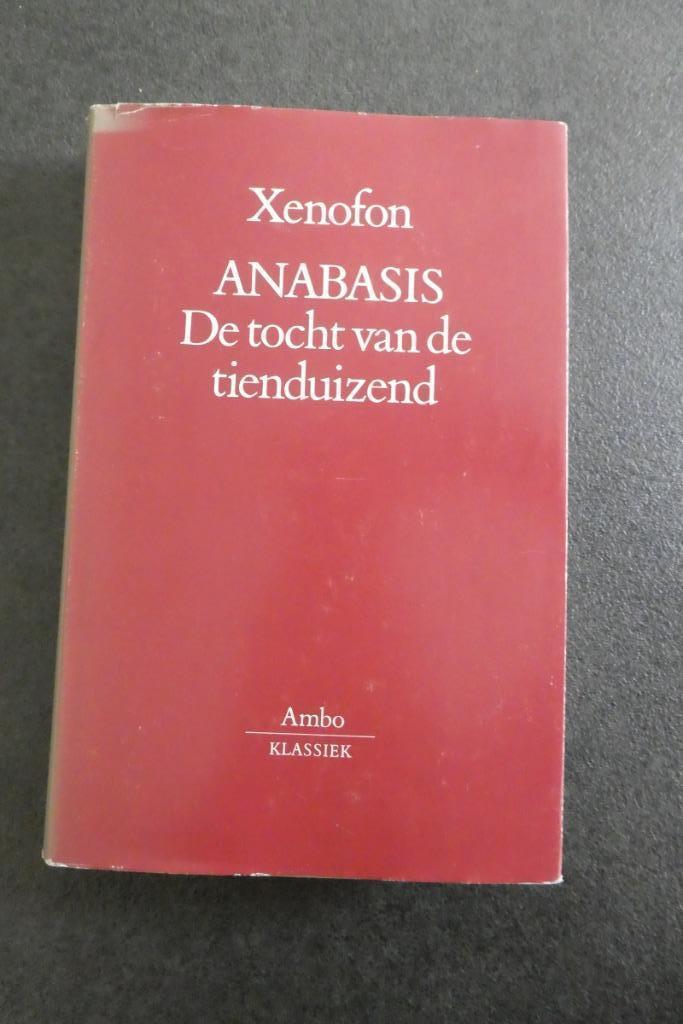 Xenofon
ANABASIS
De tocht van de
tienduizend
Ambo
KLASSIEK